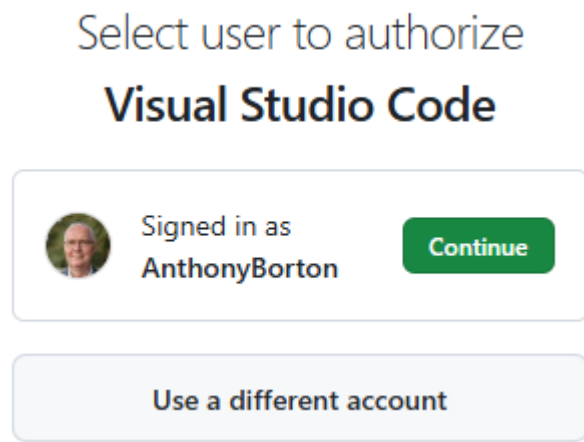 Select user to authorize
Visual Studio Code
Signed in as
AnthonyBorton
Continue
Use a different account